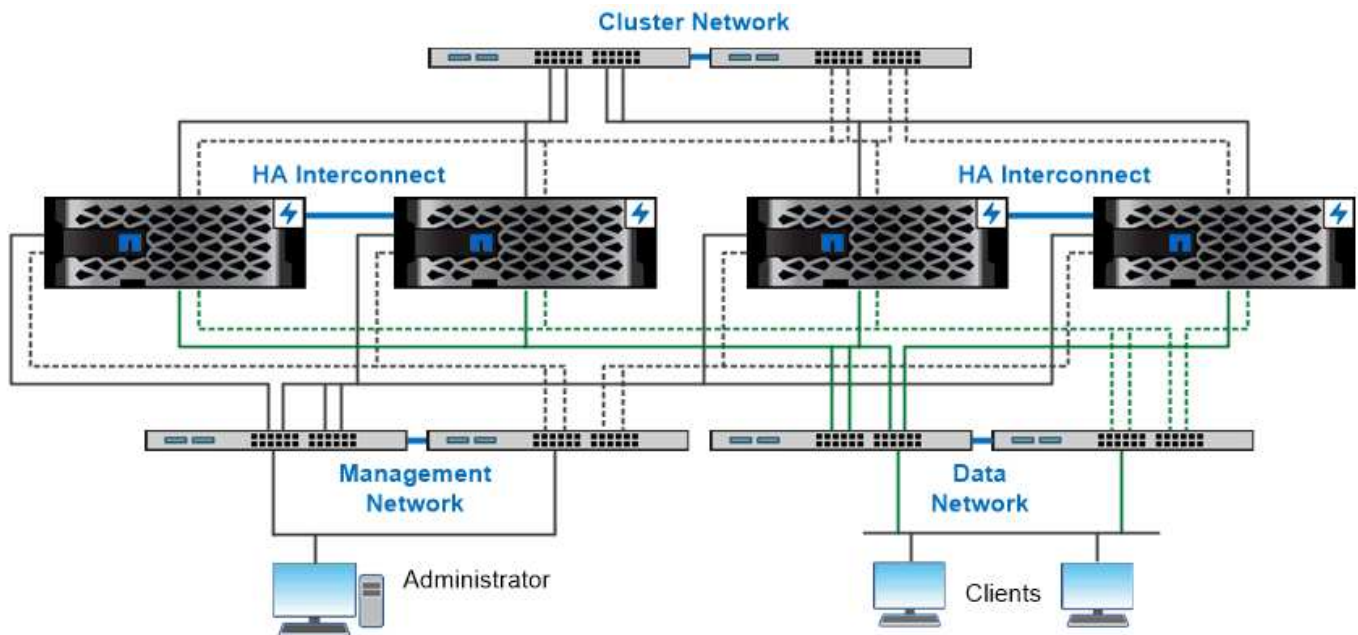 Cluster Network
HA Interconnect
HA Interconnect
Management
Network
Data
Network
Administrator
Clients